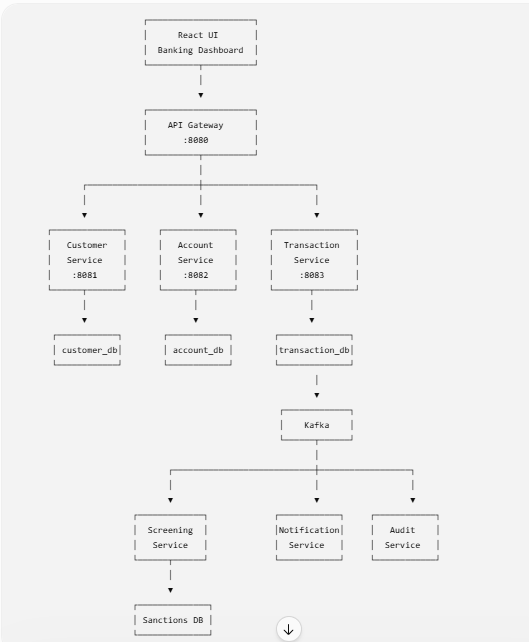 React UI
Banking Dashboard
API Gateway
:8080
Customer
Service
:8081
Account
Service
:8082
Transaction
Service
:8083
customer_db
account_db
transaction_db
Kafka
Screening
Service
Notification
Service
Audit
Service
Sanctions DB